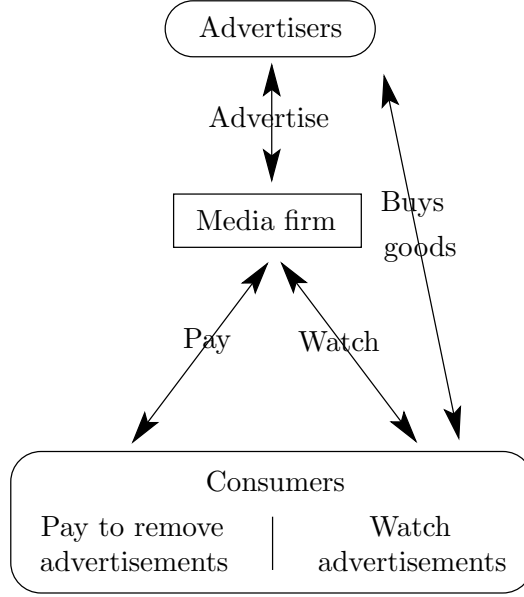 Advertisers
Advertise
Buys
goods
Media firm
Pay
Watch
Consumers
Pay to remove
advertisements
Watch
advertisements